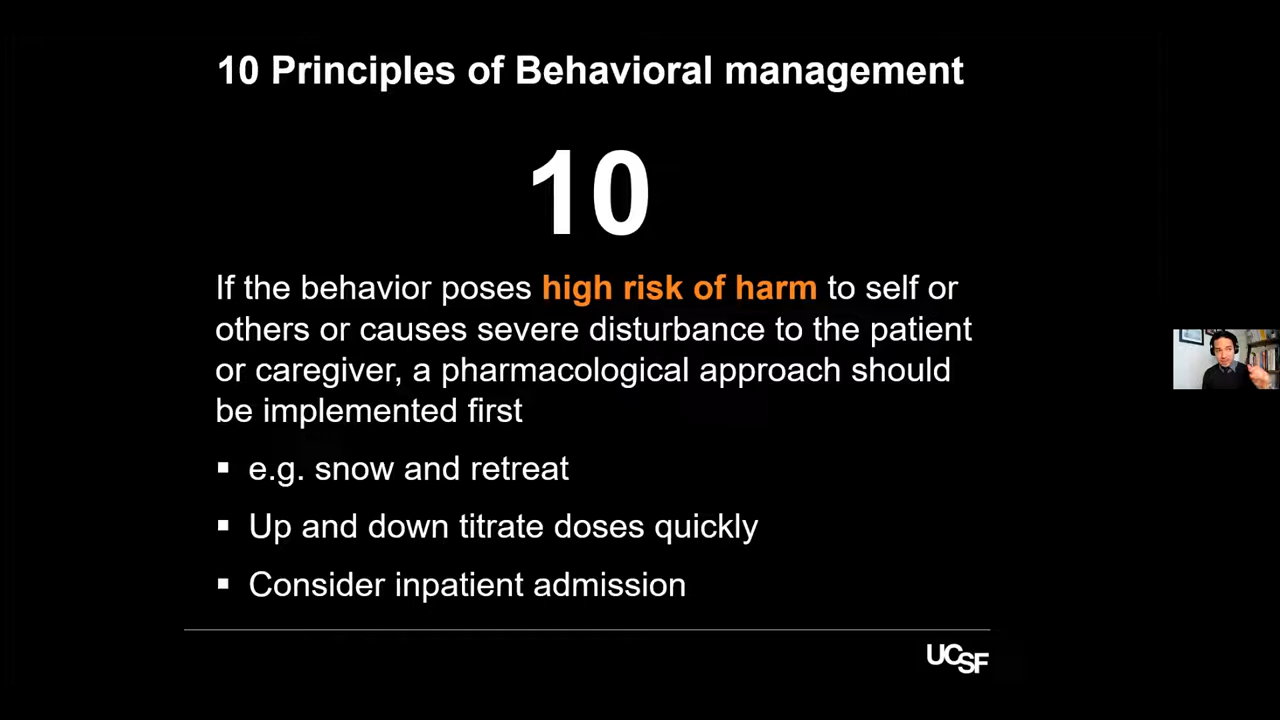 10 Principles of Behavioral management
10
If the behavior poses high risk of harm to self or
others or causes severe disturbance to the patient
or caregiver, a pharmacological approach should
be implemented first
▪ e.g. snow and retreat
▪ Up and down titrate doses quickly
▪ Consider inpatient admission
UCSF